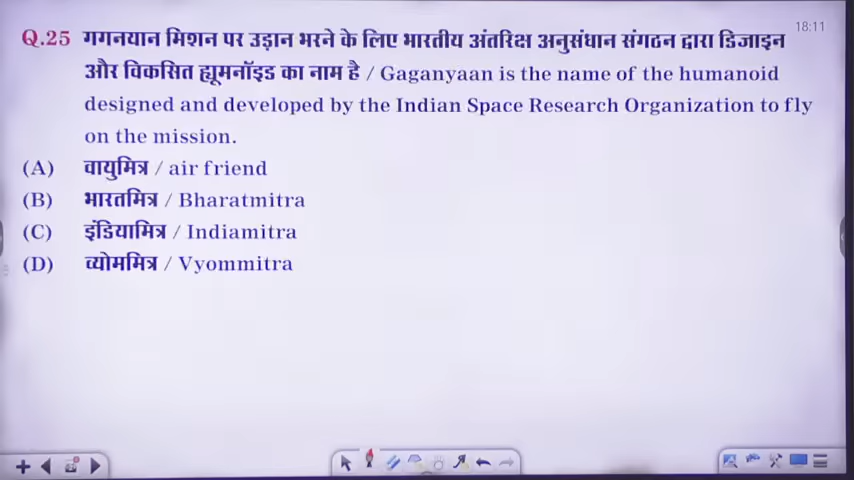 18:11
Q.25 गगनयान मिशन पर उड़ान भरने के लिए भारतीय अंतरिक्ष अनुसंधान संगठन द्वारा डिजाइन
और विकसित ह्यूमनॉइड का नाम है / Gaganyaan is the name of the humanoid
designed and developed by the Indian Space Research Organization to fly
on the mission.
(A) वायुमित्र / air friend
(B) भारतमित्र / Bharatmitra
(C) इंडियामित्र / Indiamitra
(D) व्योममित्र / Vyommitra